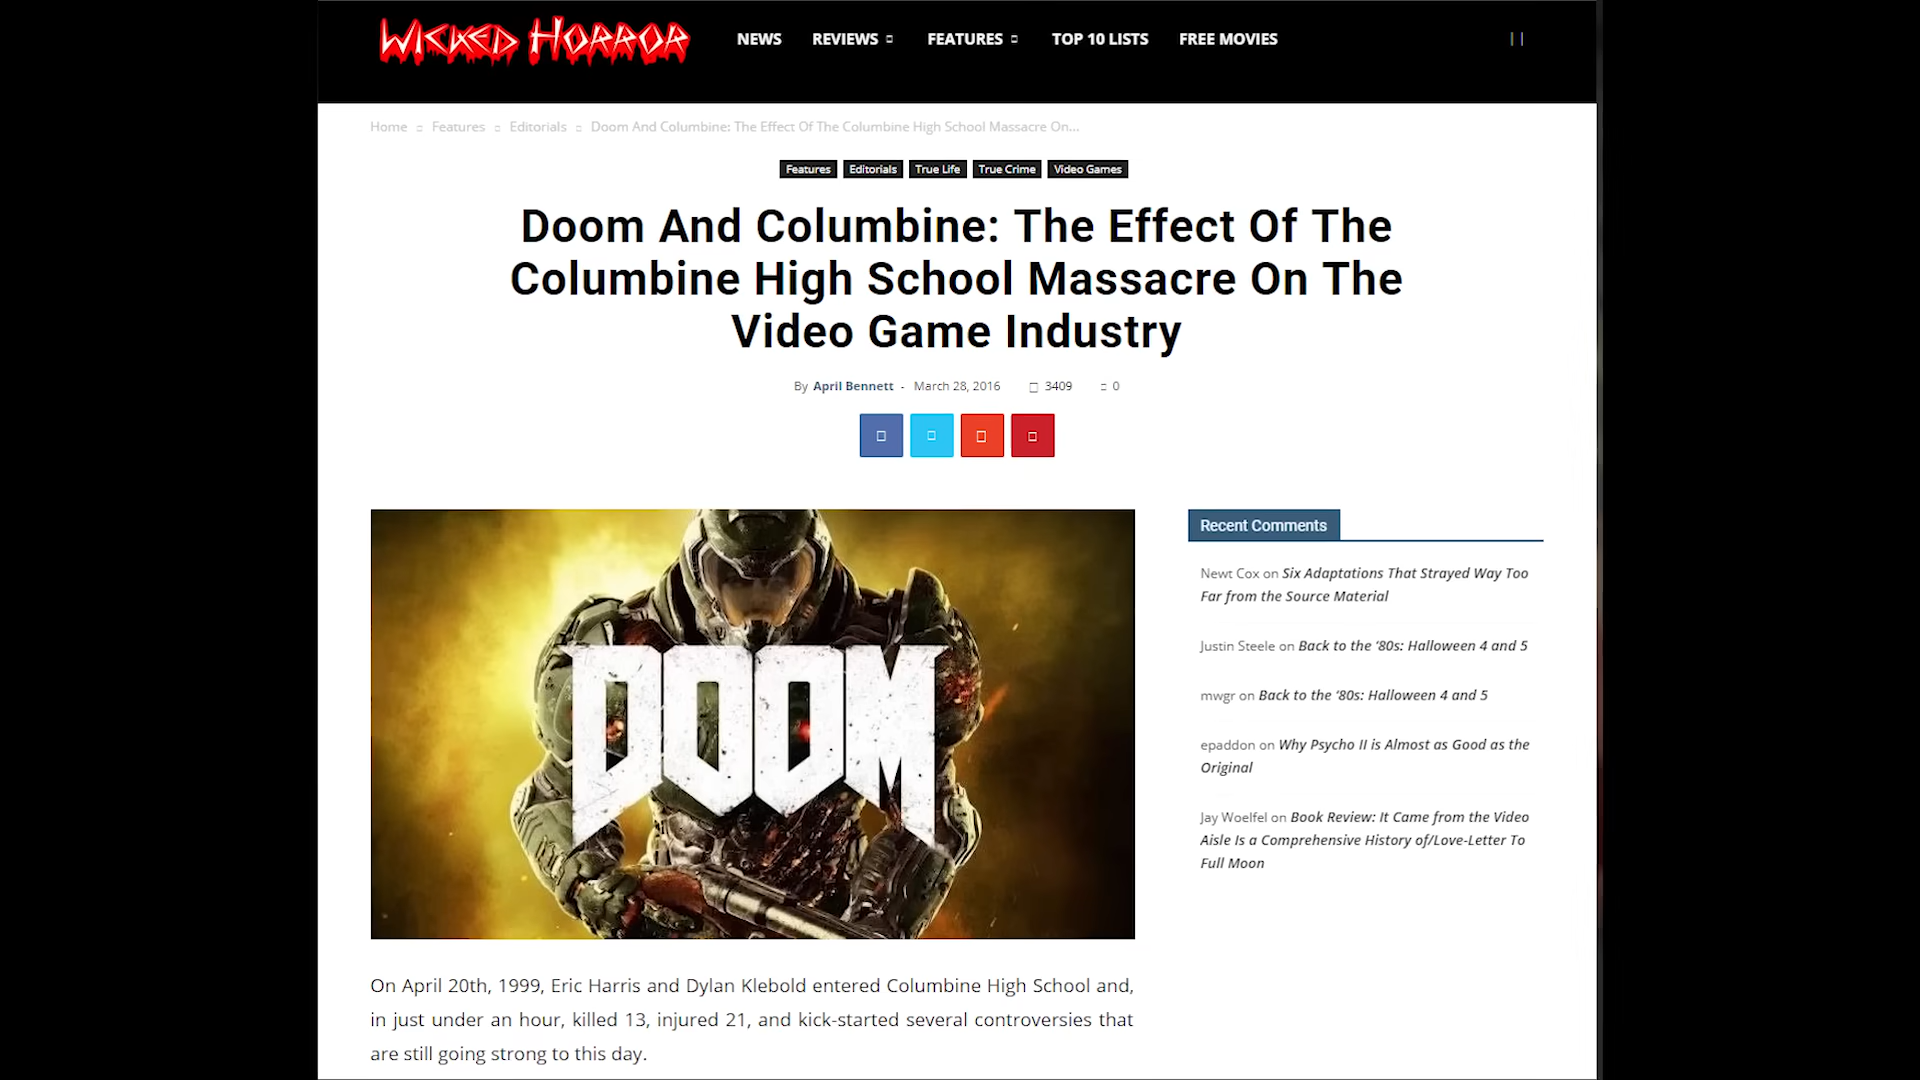 WICKED HORROR
NEWS
REVIEWS
FEATURES
TOP 10 LISTS
FREE MOVIES
Home Features Editorials Doom And Columbine: The Effect Of The Columbine High School Massacre On...
Features Editorials True Life True Crime Video Games
Doom And Columbine: The Effect Of The
Columbine High School Massacre On The
Video Game Industry
By April Bennett - March 28, 2016 3409 0
DOOM
Recent Comments
Newt Cox on Six Adaptations That Strayed Way Too
Far from the Source Material
Justin Steele on Back to the '80s: Halloween 4 and 5
mwgr on Back to the '80s: Halloween 4 and 5
epaddon on Why Psycho II is Almost as Good as the
Original
Jay Woelfel on Book Review: It Came from the Video
Aisle Is a Comprehensive History of/Love-Letter To
Full Moon
On April 20th, 1999, Eric Harris and Dylan Klebold entered Columbine High School and,
in just under an hour, killed 13, injured 21, and kick-started several controversies that
are still going strong to this day.